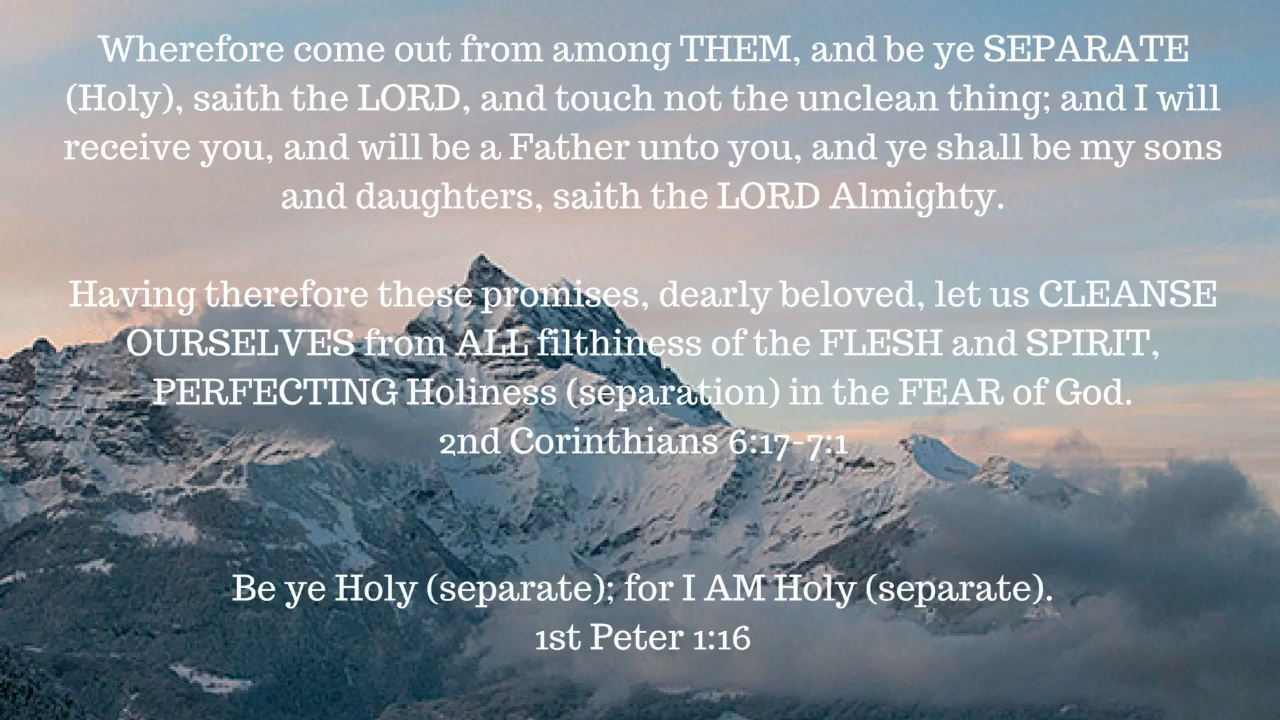 Wherefore come out from among THEM, and be ye SEPARATE
(Holy), saith the LORD, and touch not the unclean thing; and I will
receive you, and will be a Father unto you, and ye shall be my sons
and daughters, saith the LORD Almighty.
Having therefore these promises, dearly beloved, let us CLEANSE
OURSELVES from ALL filthiness of the FLESH and SPIRIT,
PERFECTING Holiness (separation) in the FEAR of God.
2nd Corinthians 6:17-7:1
Be ye Holy (separate); for I AM Holy (separate).
1st Peter 1:16